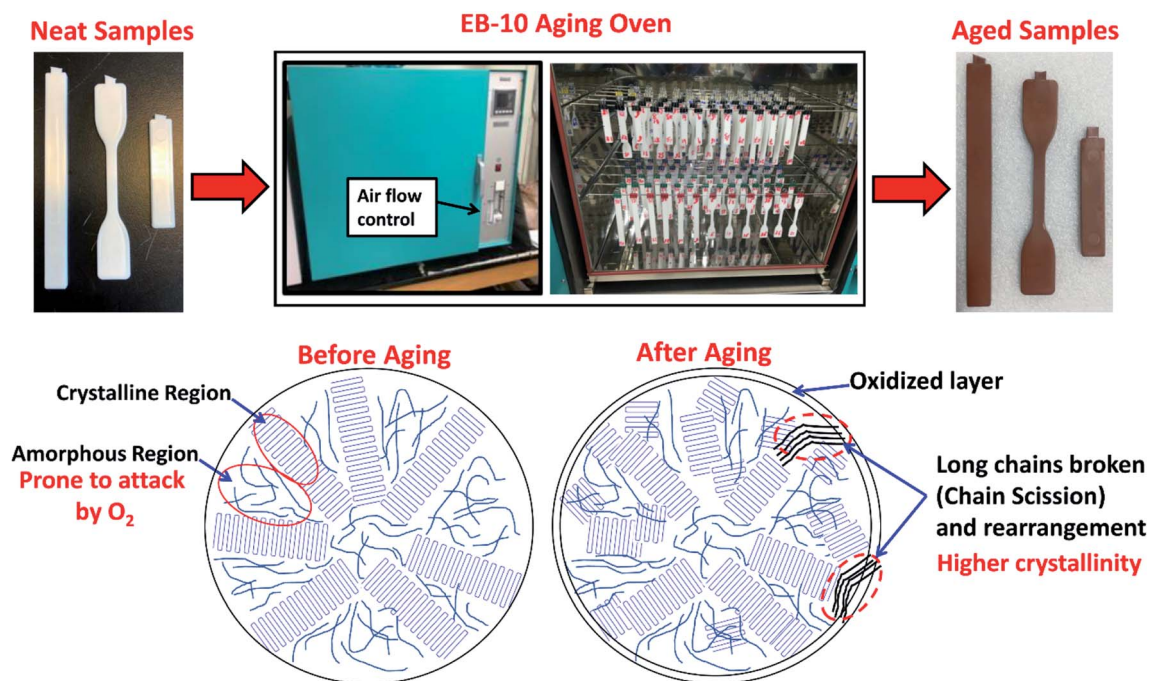 Neat Samples
EB-10 Aging Oven
Aged Samples
Air flow
control
Before Aging
After Aging
Crystalline Region
Oxidized layer
Amorphous Region
Prone to attack
by O₂
Long chains broken
(Chain Scission)
and rearrangement
Higher crystallinity